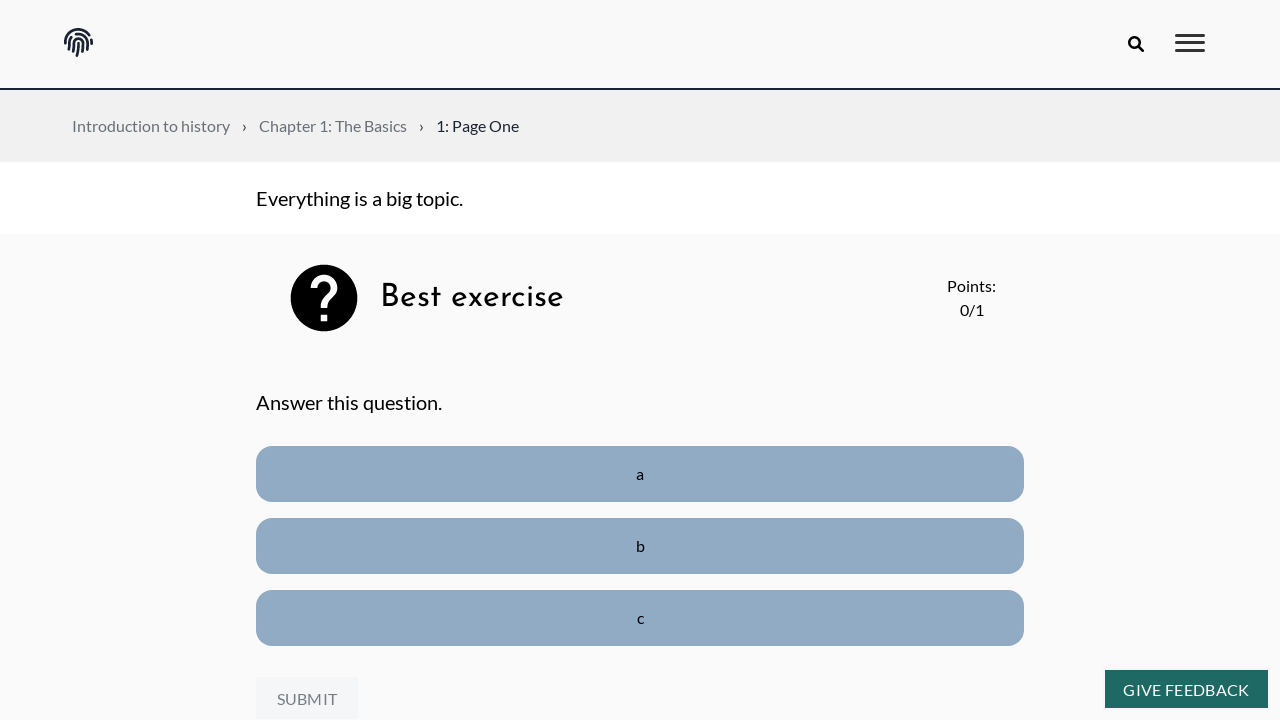 Introduction to history › Chapter 1: The Basics › 1: Page One
Everything is a big topic.
Best exercise
Points:
0/1
Answer this question.
a
b
c
SUBMIT
GIVE FEEDBACK